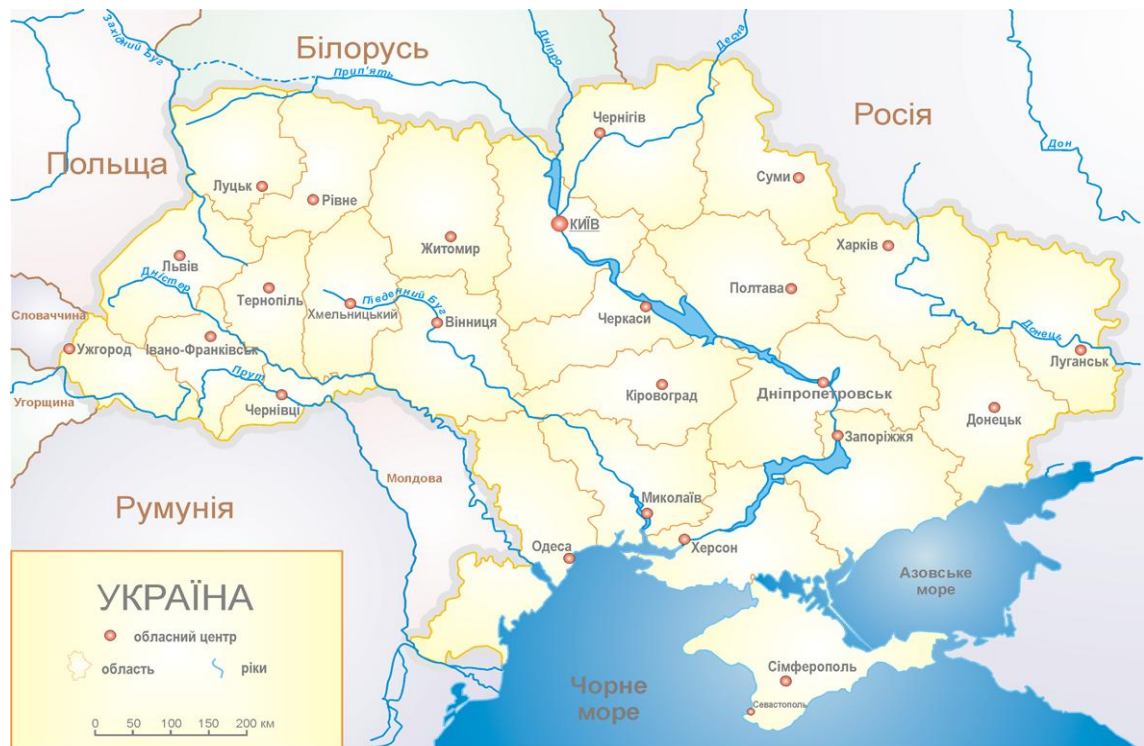 Західний Буг
Білорусь
Дніпро
Десна
Прип'ять
Росія
Дон
Польща
Чернігів
Луцьк
Рівне
Суми
КИЇВ
Житомир
Харків
Львів
Дністер
Тернопіль
Хмельницький
Південний Буг
Вінниця
Черкаси
Полтава
Словаччина
Ужгород
Івано-Франківськ
Донець
Луганськ
Прут
Угорщина
Чернівці
Кіровоград
Дніпропетровськ
Донецьк
Запоріжжя
Молдова
Румунія
Миколаїв
Херсон
Одеса
Азовське
море
УКРАЇНА
обласний центр
область
ріки
0 50 100 150 200 км
Чорне
море
Сімферополь
Севастополь